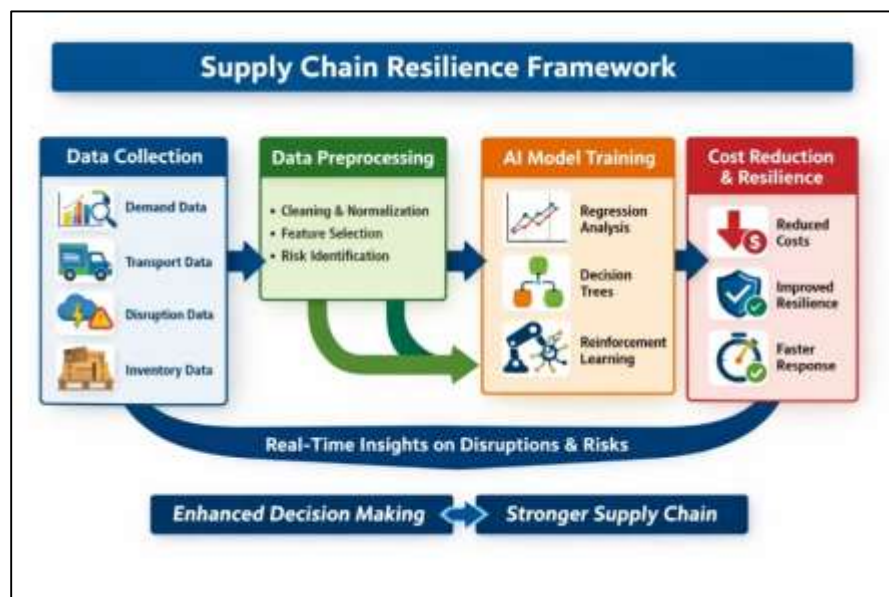 Supply Chain Resilience Framework
Data Collection
Demand Data
Transport Data
Disruption Data
Inventory Data
Data Preprocessing
• Cleaning & Normalization
• Feature Selection
• Risk Identification
AI Model Training
Regression
Analysis
Decision
Trees
Reinforcement
Learning
Cost Reduction
& Resilience
$
Reduced
Costs
Improved
Resilience
Faster
Response
Real-Time Insights on Disruptions & Risks
Enhanced Decision Making
Stronger Supply Chain